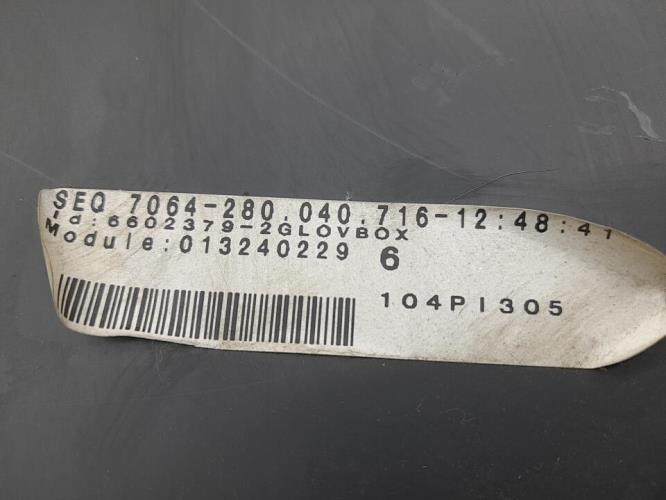 SEQ 7064-280.040.716-12:48:41
Id:6602379-2GLOVBOX
Module:013240229 6
104PI305